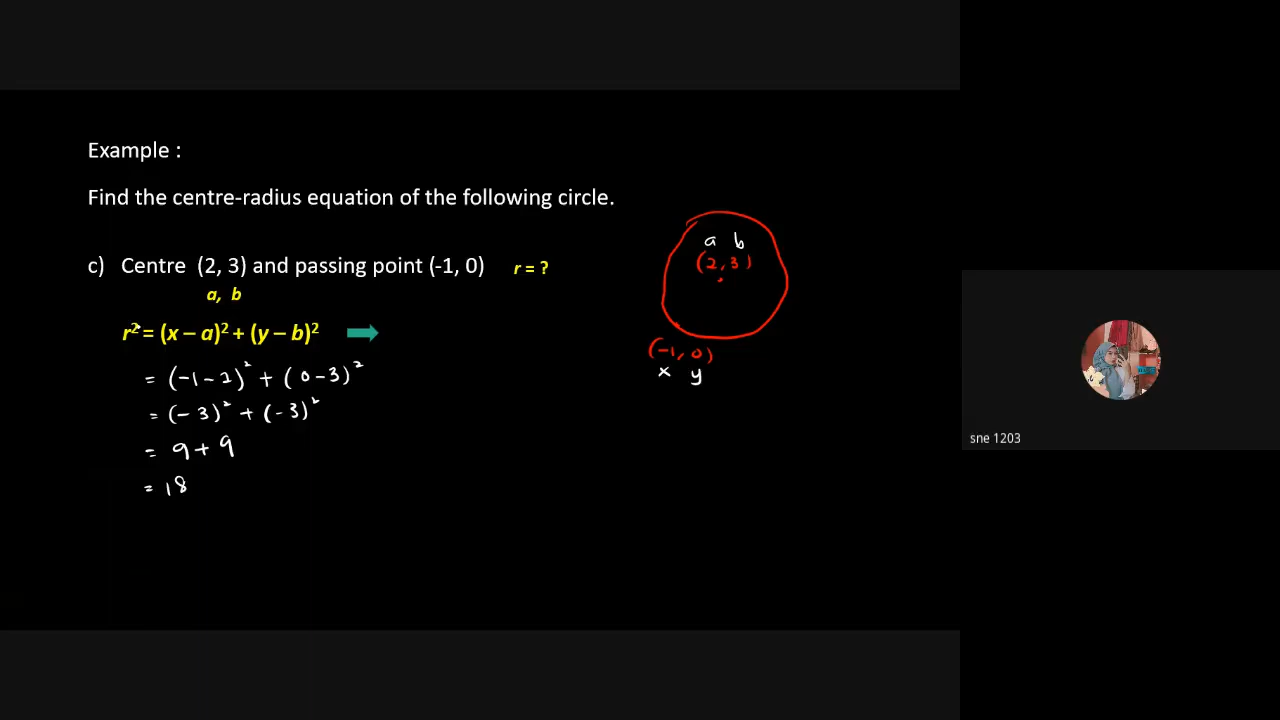 Example :
Find the centre-radius equation of the following circle.
c) Centre (2, 3) and passing point (-1, 0) r = ?
a, b
r² = (x – a)² + (y – b)²
= (-1 - 2)² + (0 - 3)²
= (-3)² + (-3)²
= 9 + 9
= 18
a b
(2, 3)
(-1, 0)
x y
sne 1203